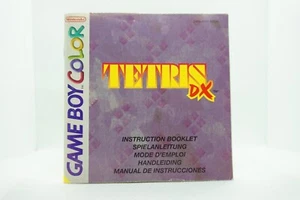 Nintendo
GAME BOY COLOR
TETRIS
DX
INSTRUCTION BOOKLET
SPIELANLEITUNG
MODE D'EMPLOI
HANDLEIDING
MANUAL DE INSTRUCCIONES